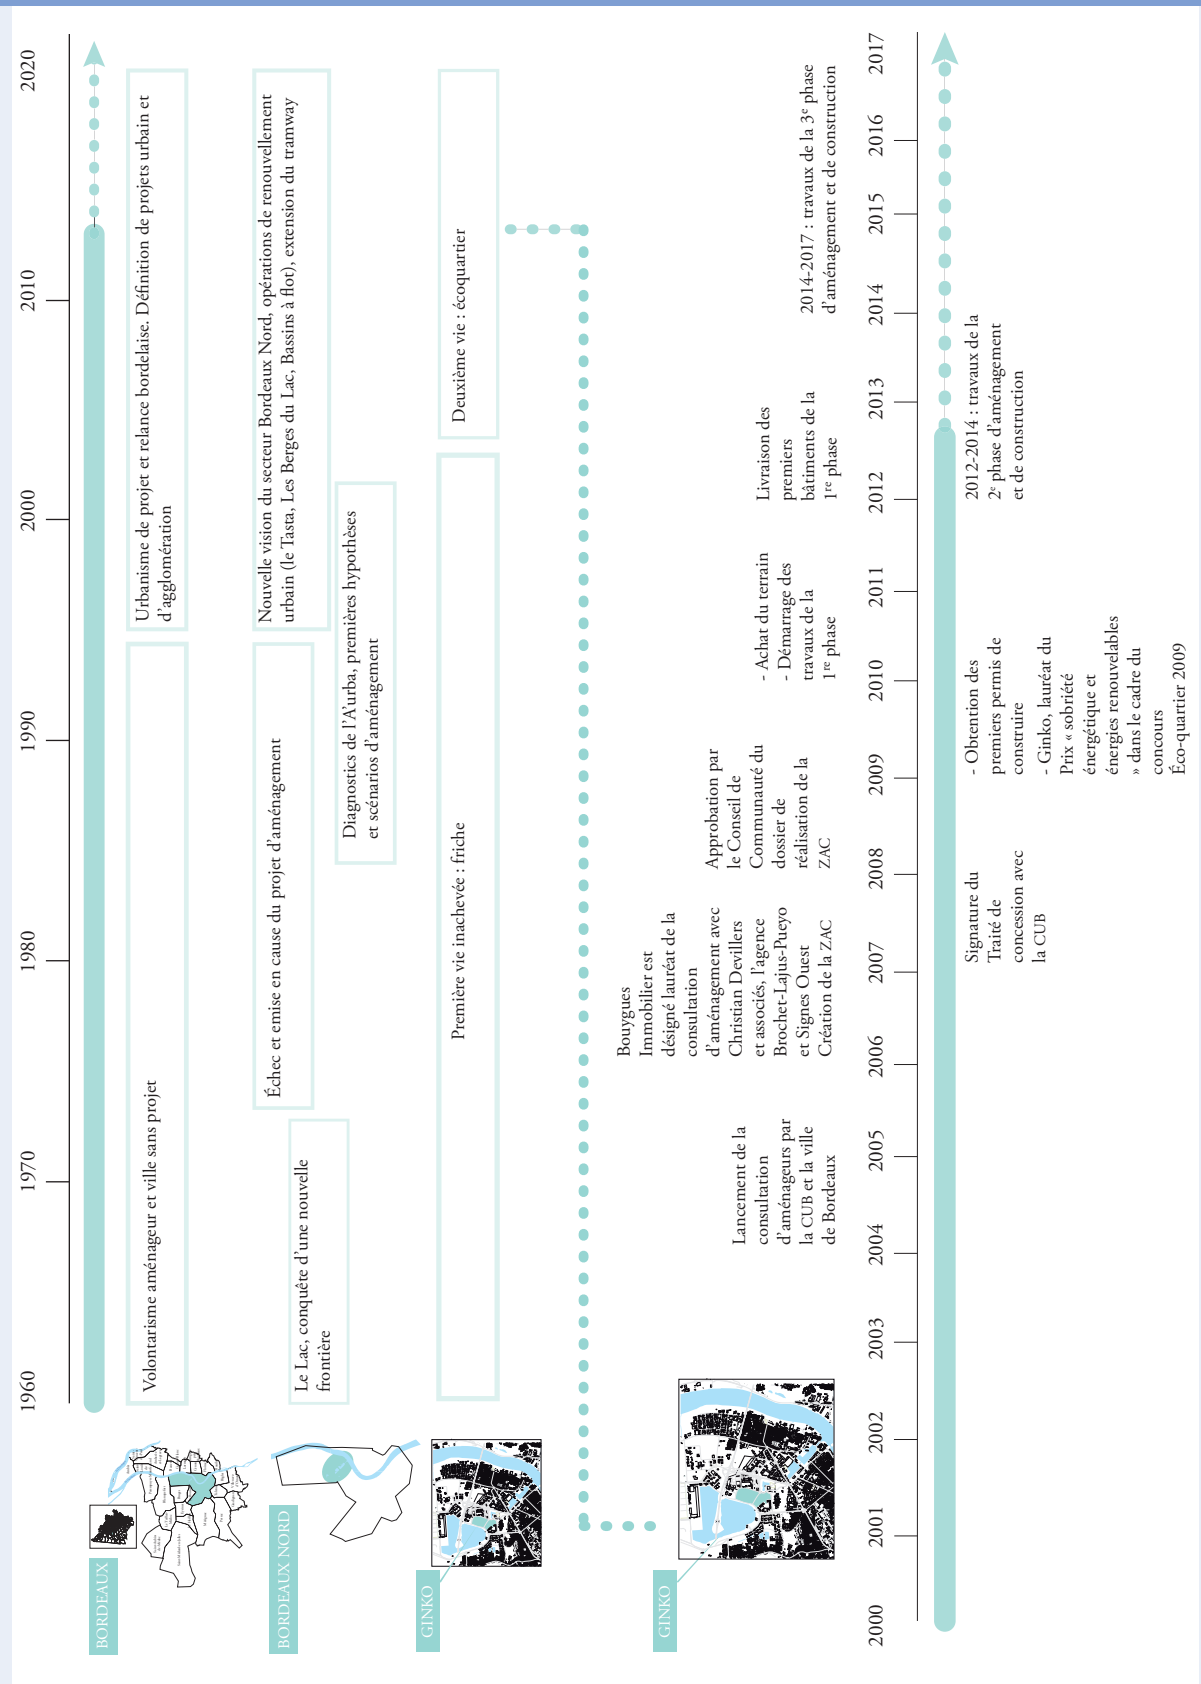 1960
1970
1980
1990
2000
2010
2020
BORDEAUX
Volontarisme aménageur et ville sans projet
Urbanisme de projet et relance bordelaise. Définition de projets urbain et
d’agglomération
BORDEAUX NORD
Le Lac, conquête d’une nouvelle
frontière
Échec et emise en cause du projet d’aménagement
Nouvelle vision du secteur Bordeaux Nord, opérations de renouvellement
urbain (le Tasta, Les Berges du Lac, Bassins à flot), extension du tramway
Diagnostics de l’A’urba, premières hypothèses
et scénarios d’aménagement
GINKO
Première vie inachevée : friche
Deuxième vie : écoquartier
GINKO
Lancement de la
consultation
d’aménageurs par
la CUB et la ville
de Bordeaux
Bouygues
Immobilier est
désigné lauréat de la
consultation
d’aménagement avec
Christian Devillers
et associés, l’agence
Brochet-Lajus-Pueyo
et Signes Ouest
Création de la ZAC
Approbation par
le Conseil de
Communauté du
dossier de
réalisation de la
ZAC
- Achat du terrain
- Démarrage des
travaux de la
1re phase
Livraison des
premiers
bâtiments de la
1re phase
2014-2017 : travaux de la 3e phase
d’aménagement et de construction
2000
2001
2002
2003
2004
2005
2006
2007
2008
2009
2010
2011
2012
2013
2014
2015
2016
2017
Signature du
Traité de
concession avec
la CUB
- Obtention des
premiers permis de
construire
- Ginko, lauréat du
Prix « sobriété
énergétique et
énergies renouvelables
» dans le cadre du
concours
Éco-quartier 2009
2012-2014 : travaux de la
2e phase d’aménagement
et de construction